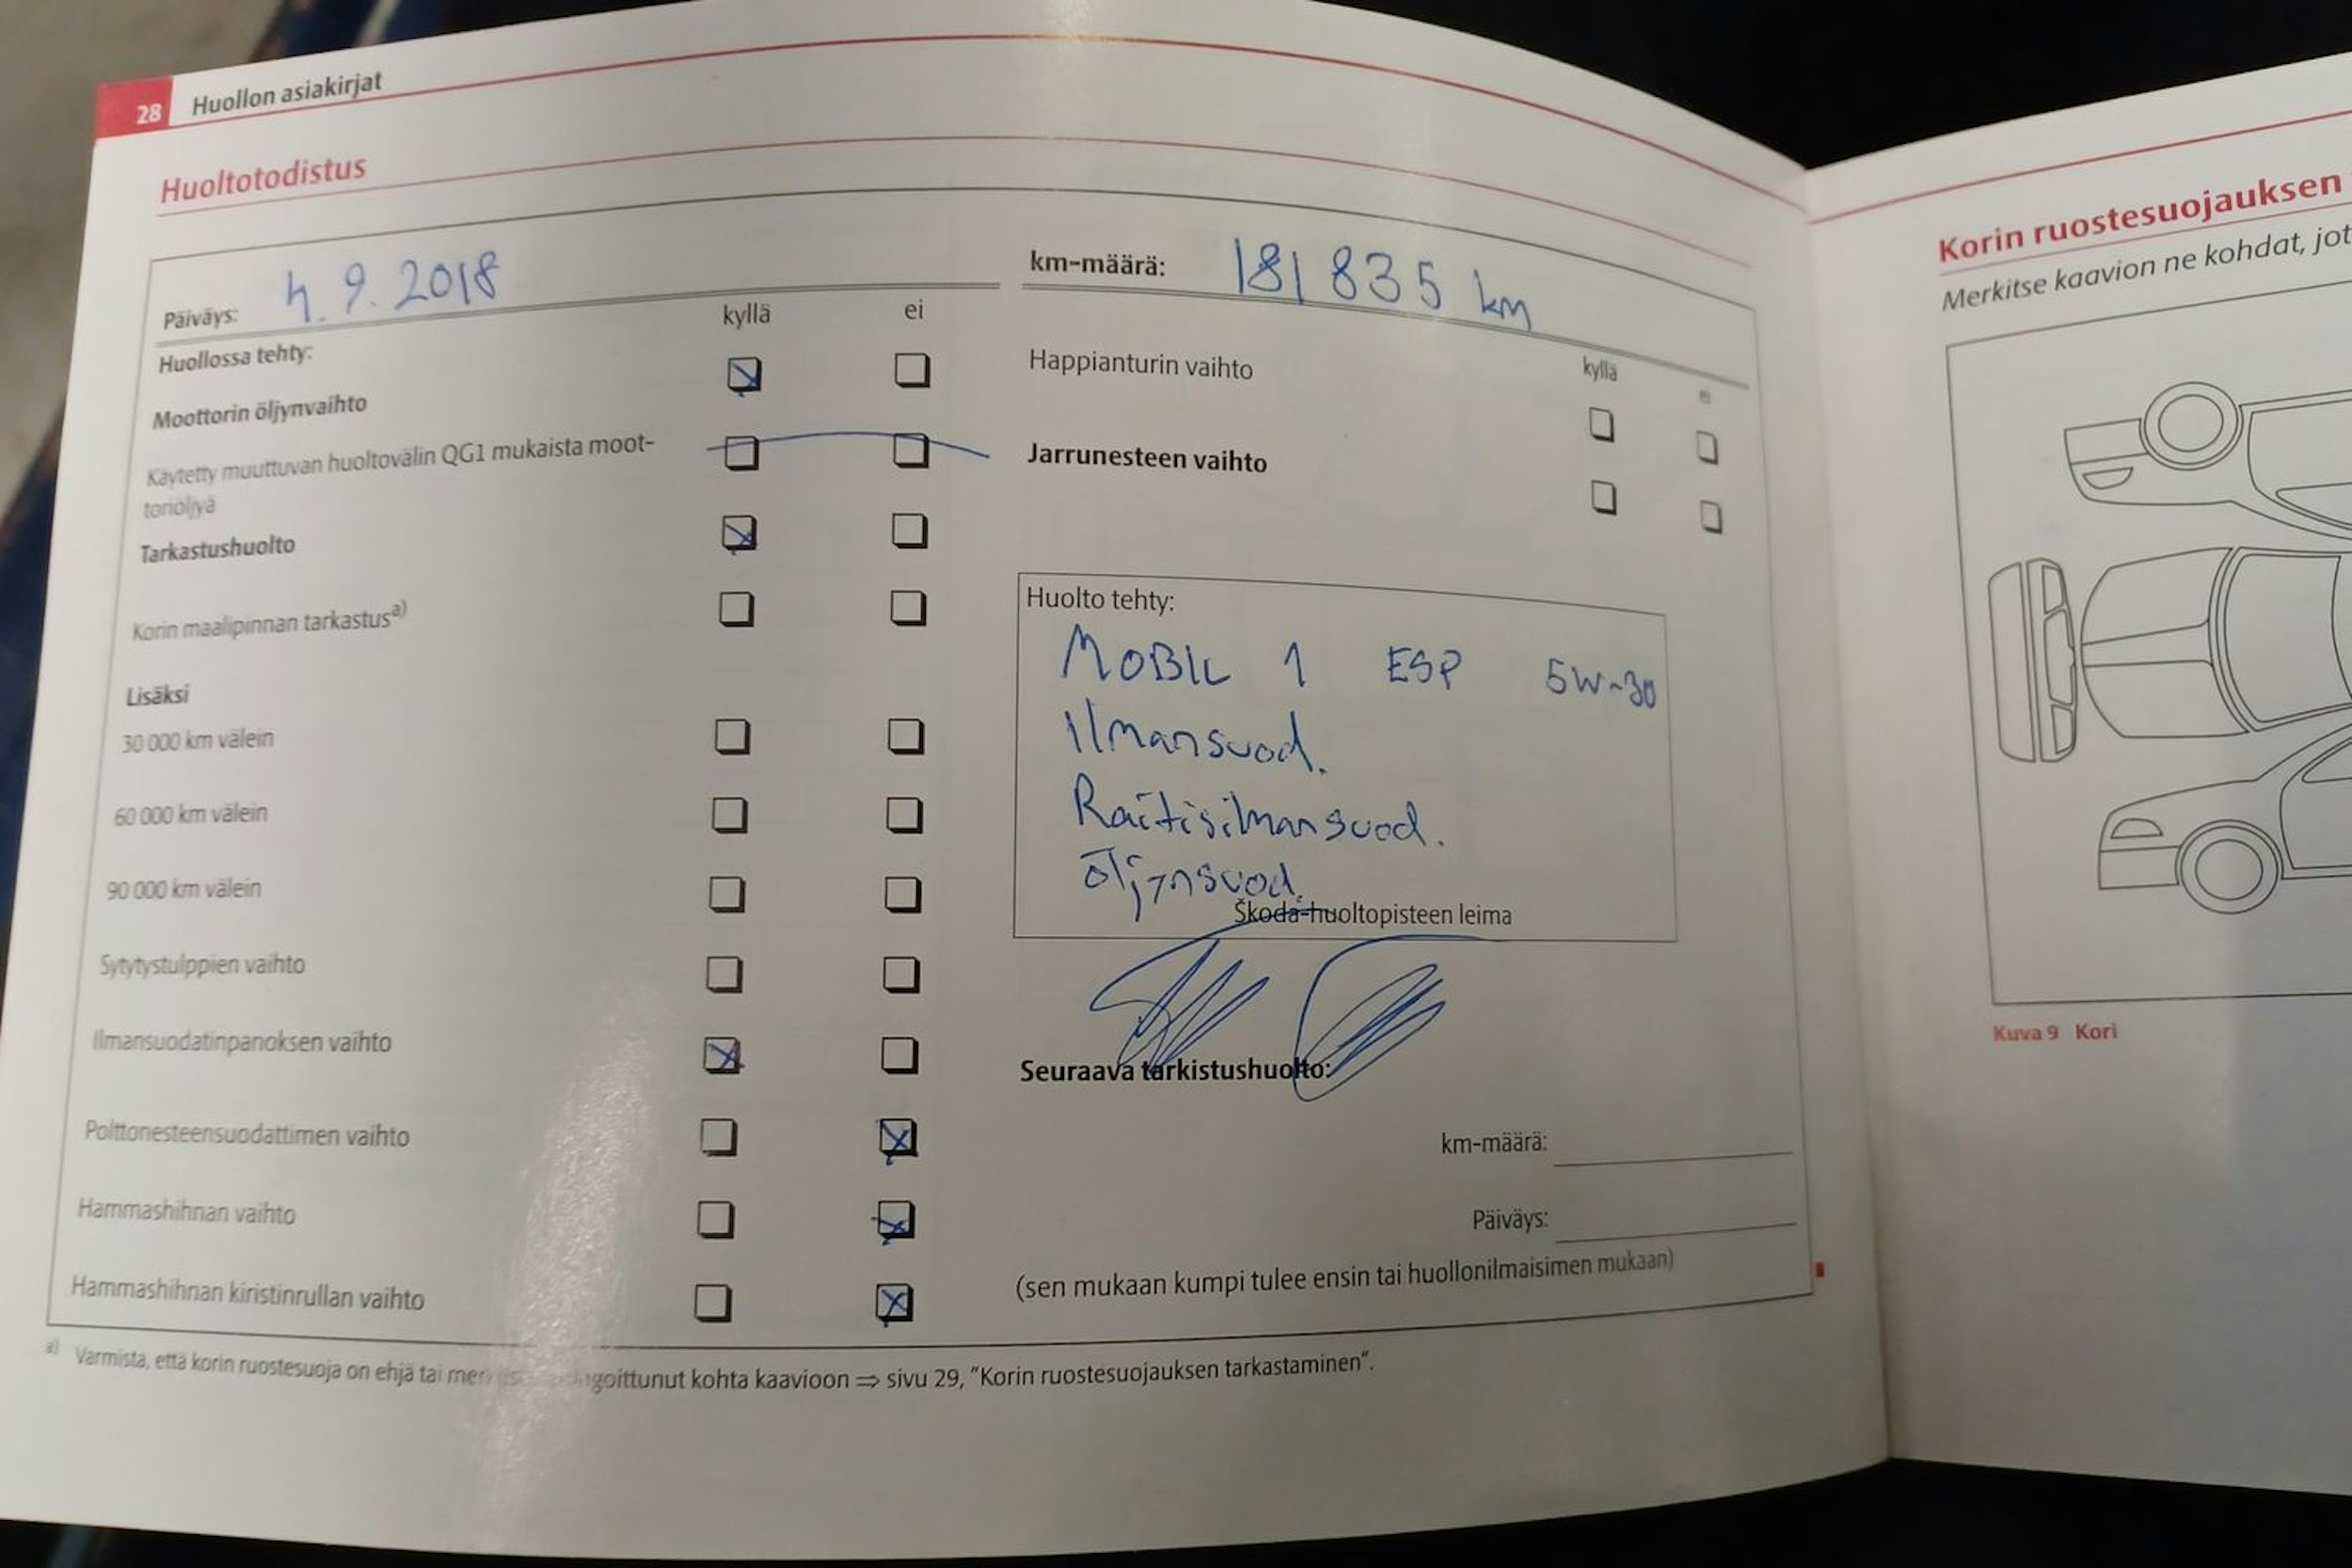 28 Huollon asiakirjat
Huoltotodistus
Päiväys: 4.9.2018
kyllä ei
Huollossa tehty:
Moottorin öljynvaihto
Käytetty muuttuvan huoltovälin QG1 mukaista moot-
toriöljyä
Tarkastushuolto
Korin maalipinnan tarkastus a)
Lisäksi
30 000 km välein
60 000 km välein
90 000 km välein
Sytytystulppien vaihto
Ilmansuodatinpanoksen vaihto
Polttonesteensuodattimen vaihto
Hammashihnan vaihto
Hammashihnan kiristinrullan vaihto
km-määrä: 181 835 km
kyllä ei
Happianturin vaihto
Jarrunesteen vaihto
Huolto tehty:
MOBIL 1 ESP 5W-30
Ilmansuod.
Raitisilmansuod.
öljynsuod.
Škoda-huoltopisteen leima
Seuraava tarkistushuolto:
km-määrä:
Päiväys:
(sen mukaan kumpi tulee ensin tai huollonilmaisimen mukaan)
a) Varmista, että korin ruostesuoja on ehjä tai kohta kaavioon ⇒ sivu 29, "Korin ruostesuojauksen tarkastaminen".
Korin ruostesuojauksen
Merkitse kaavion ne kohdat, jot
Kuva 9 Kori